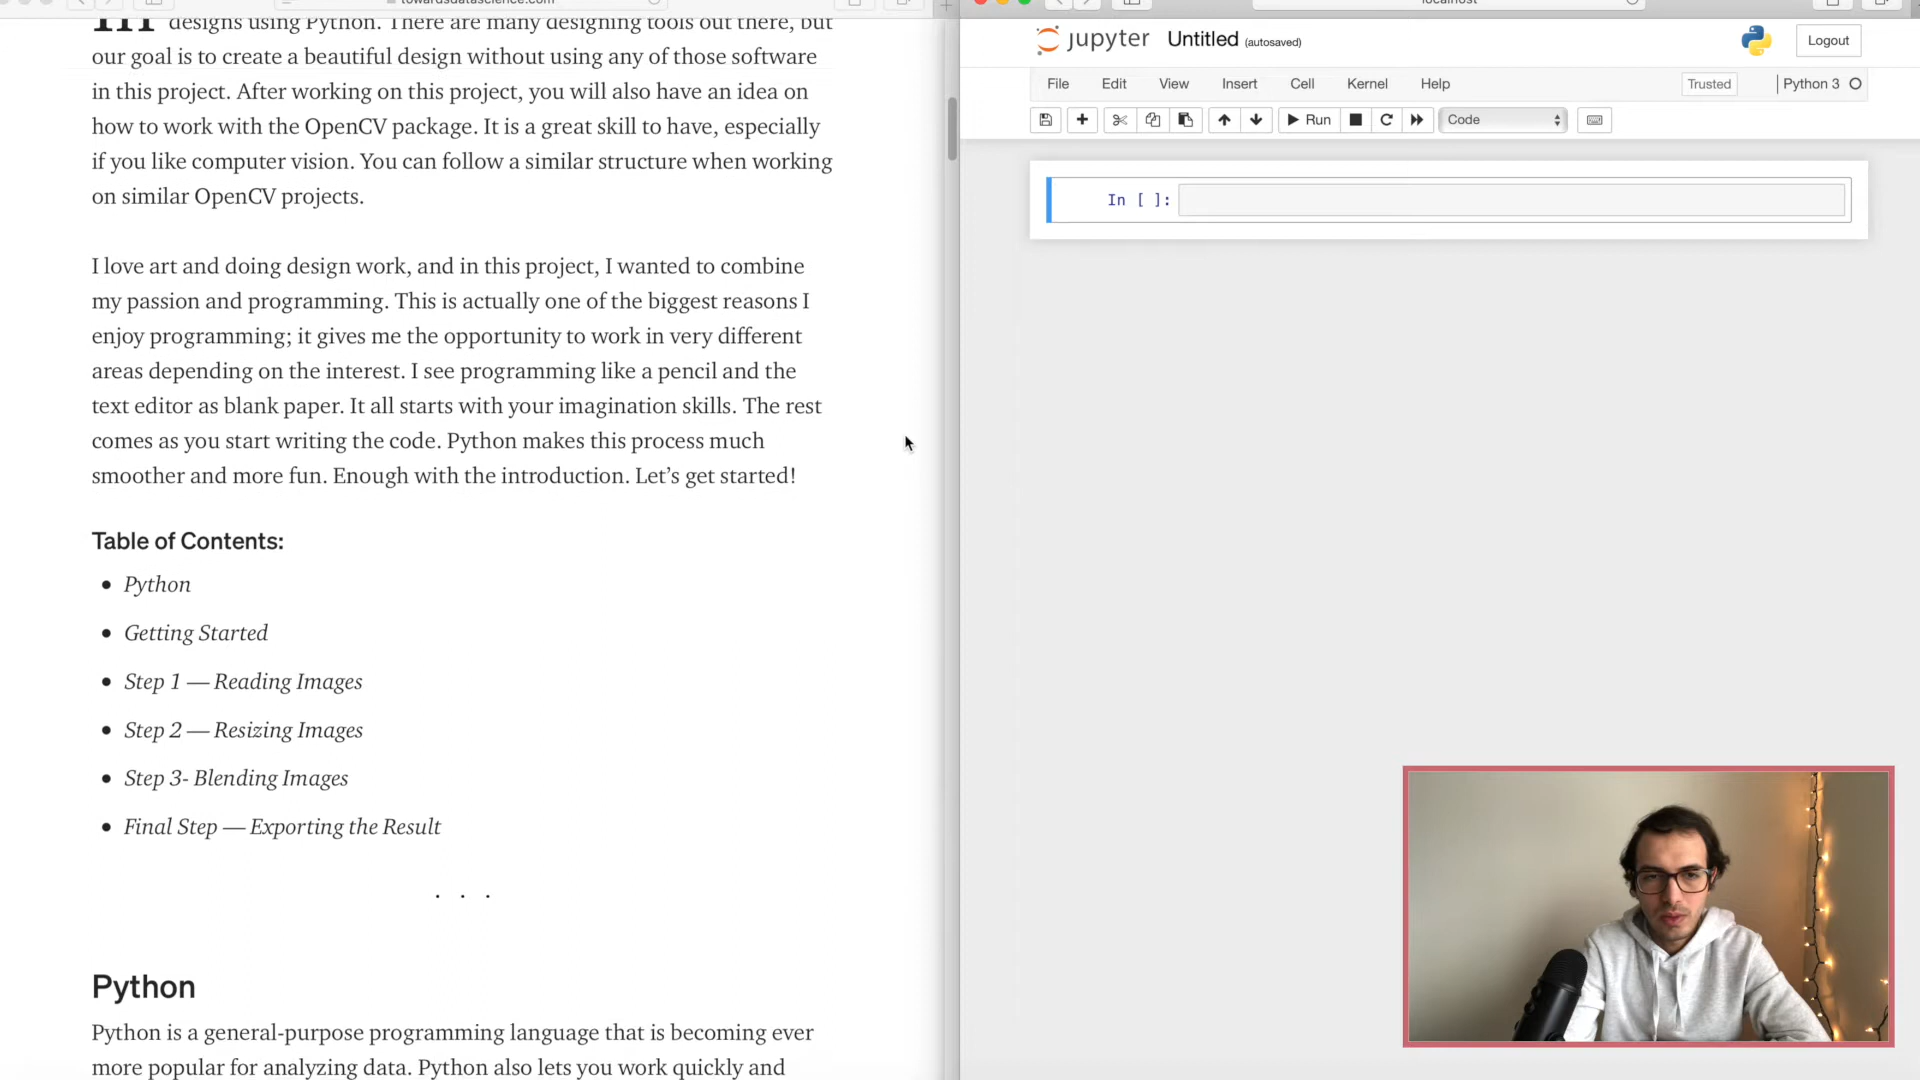 towardsdatascience.com
designs using Python. There are many designing tools out there, but
our goal is to create a beautiful design without using any of those software
in this project. After working on this project, you will also have an idea on
how to work with the OpenCV package. It is a great skill to have, especially
if you like computer vision. You can follow a similar structure when working
on similar OpenCV projects.
I love art and doing design work, and in this project, I wanted to combine
my passion and programming. This is actually one of the biggest reasons I
enjoy programming; it gives me the opportunity to work in very different
areas depending on the interest. I see programming like a pencil and the
text editor as blank paper. It all starts with your imagination skills. The rest
comes as you start writing the code. Python makes this process much
smoother and more fun. Enough with the introduction. Let’s get started!
Table of Contents:
• Python
• Getting Started
• Step 1 — Reading Images
• Step 2 — Resizing Images
• Step 3- Blending Images
• Final Step — Exporting the Result
. . .
Python
Python is a general-purpose programming language that is becoming ever
more popular for analyzing data. Python also lets you work quickly and
localhost
jupyter Untitled (autosaved)
Logout
File Edit View Insert Cell Kernel Help
Trusted
Python 3
Run
Code
In [ ]: